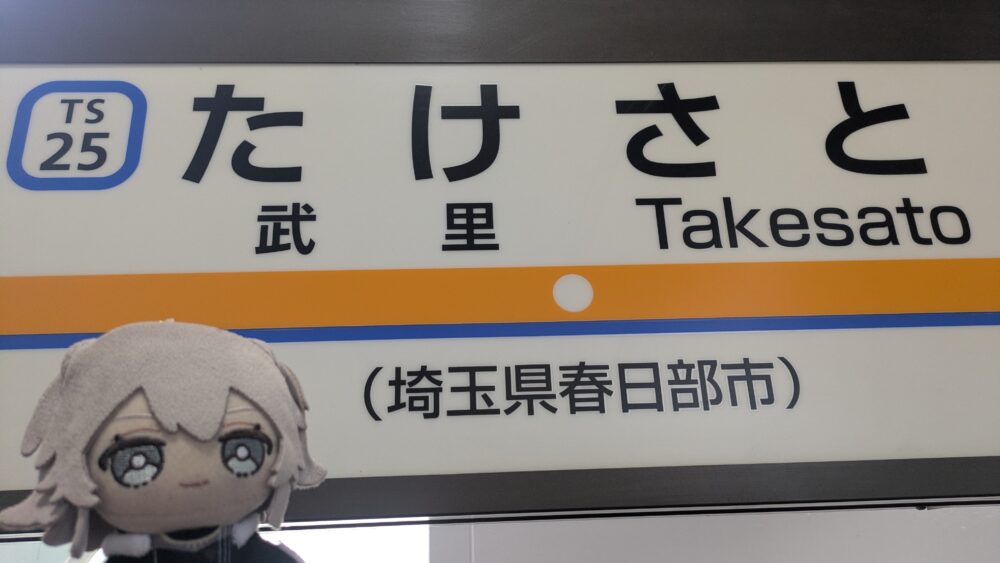 TS
25
たけさと
武里
Takesato
(埼玉県春日部市)